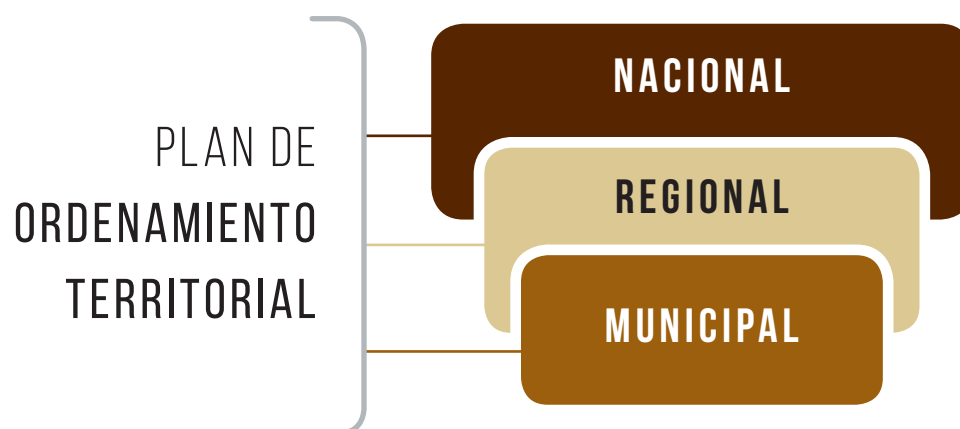 PLAN DE
ORDENAMIENTO
TERRITORIAL
NACIONAL
REGIONAL
MUNICIPAL